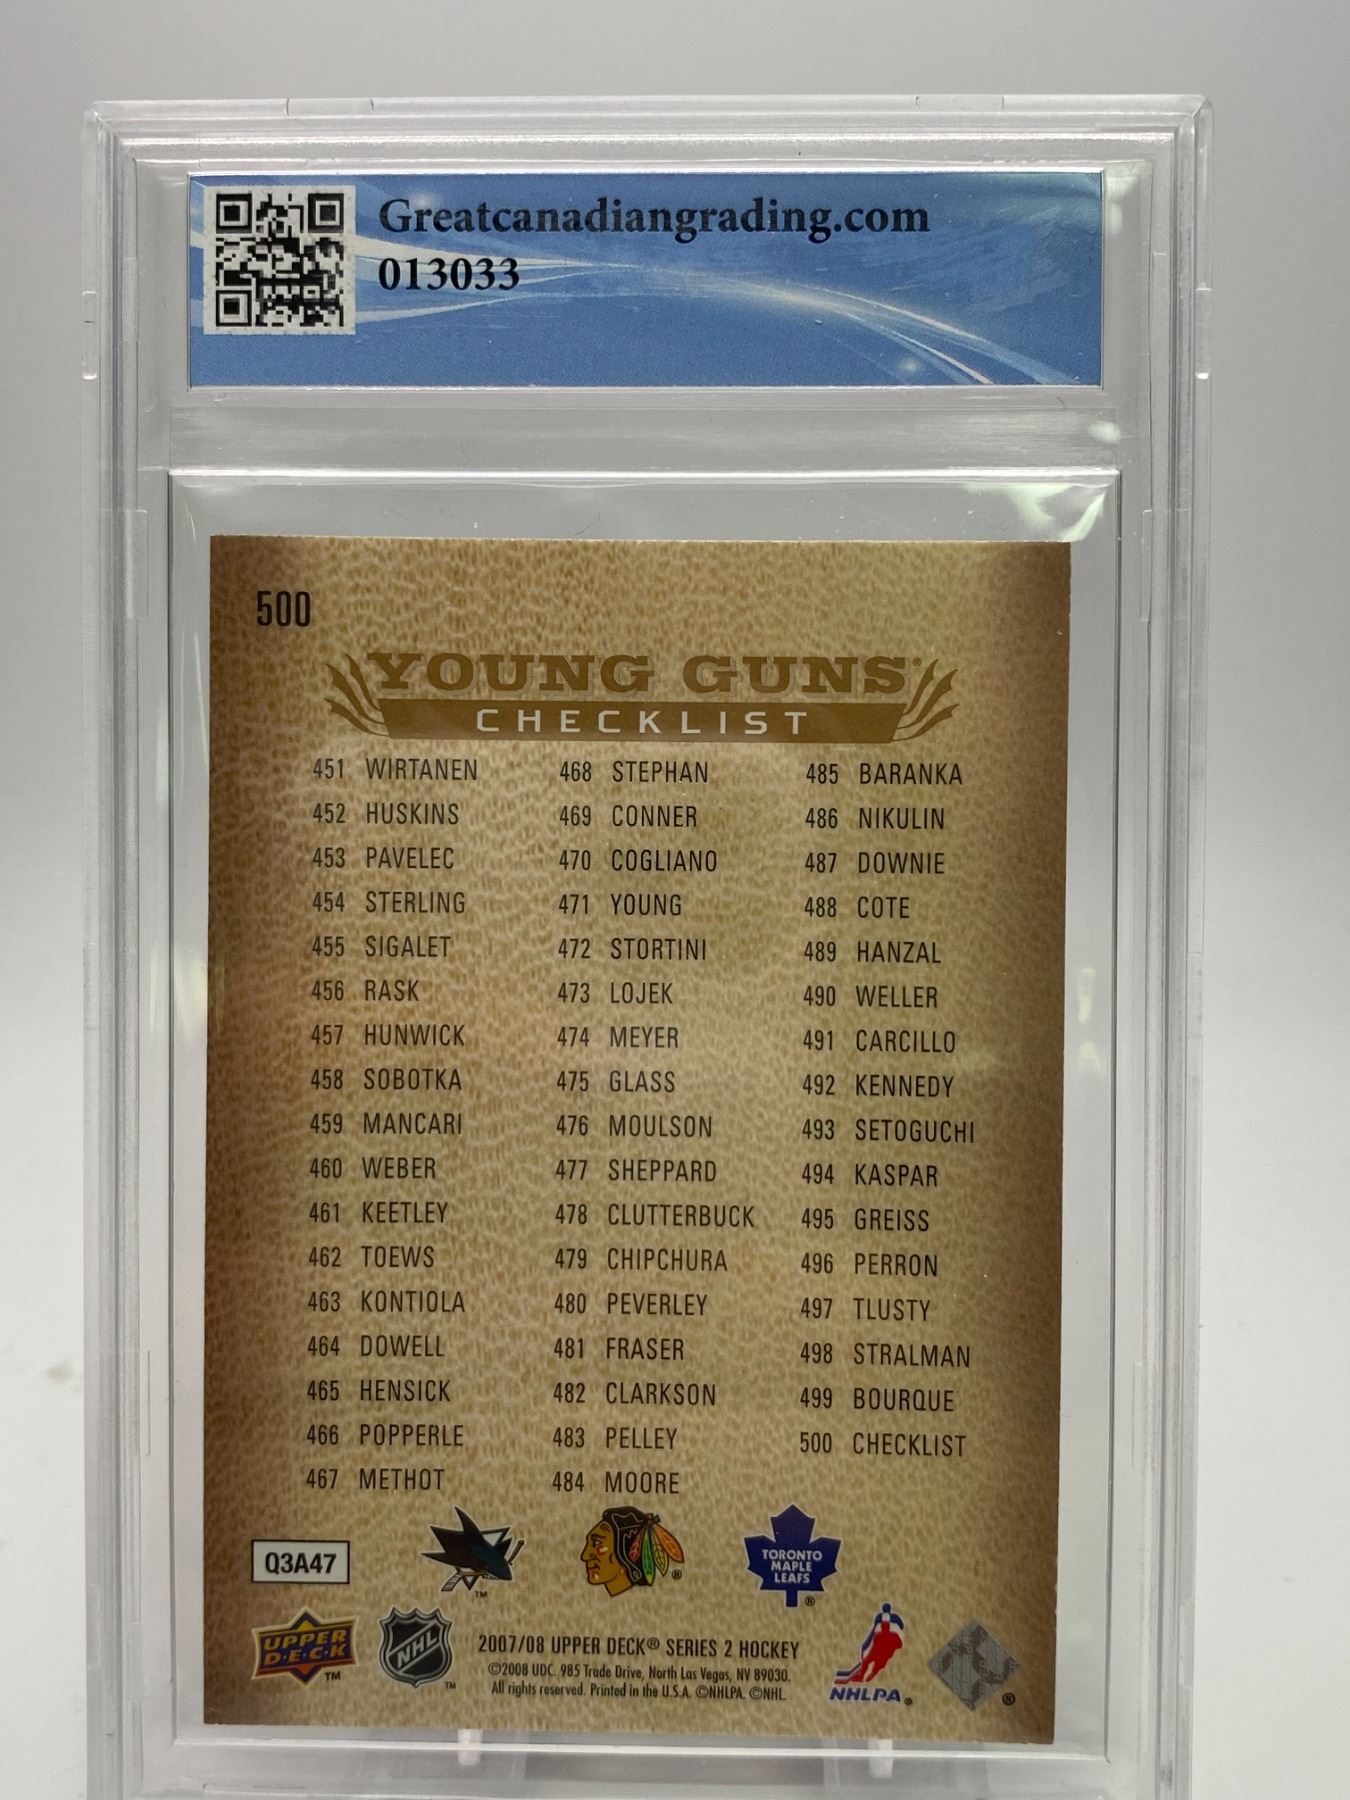 Greatcanadiangrading.com
013033
500
YOUNG GUNS®
CHECKLIST
451 WIRTANEN
452 HUSKINS
453 PAVELEC
454 STERLING
455 SIGALET
456 RASK
457 HUNWICK
458 SOBOTKA
459 MANCARI
460 WEBER
461 KEETLEY
462 TOEWS
463 KONTIOLA
464 DOWELL
465 HENSICK
466 POPPERLE
467 METHOT
468 STEPHAN
469 CONNER
470 COGLIANO
471 YOUNG
472 STORTINI
473 LOJEK
474 MEYER
475 GLASS
476 MOULSON
477 SHEPPARD
478 CLUTTERBUCK
479 CHIPCHURA
480 PEVERLEY
481 FRASER
482 CLARKSON
483 PELLEY
484 MOORE
485 BARANKA
486 NIKULIN
487 DOWNIE
488 COTE
489 HANZAL
490 WELLER
491 CARCILLO
492 KENNEDY
493 SETOGUCHI
494 KASPAR
495 GREISS
496 PERRON
497 TLUSTY
498 STRALMAN
499 BOURQUE
500 CHECKLIST
Q3A47
TM
®
TORONTO
MAPLE
LEAFS
®
UPPER
DECK
TM
NHL
TM
2007/08 UPPER DECK® SERIES 2 HOCKEY
©2008 UDC. 985 Trade Drive, North Las Vegas, NV 89030.
All rights reserved. Printed in the U.S.A. ©NHLPA. ©NHL.
NHLPA®
®